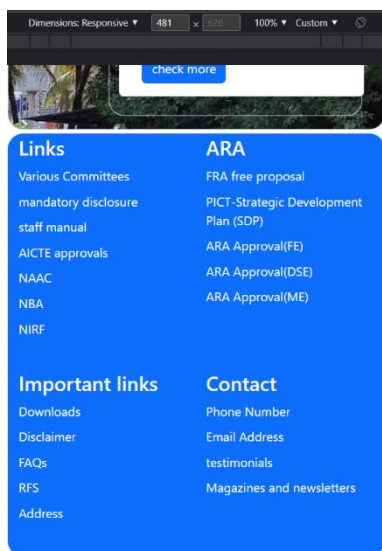 Dimensions: Responsive ▼ 481 × 626 100% ▼ Custom ▼
check more
Links
Various Committees
mandatory disclosure
staff manual
AICTE approvals
NAAC
NBA
NIRF
ARA
FRA free proposal
PICT-Strategic Development
Plan (SDP)
ARA Approval(FE)
ARA Approval(DSE)
ARA Approval(ME)
Important links
Downloads
Disclaimer
FAQs
RFS
Address
Contact
Phone Number
Email Address
testimonials
Magazines and newsletters